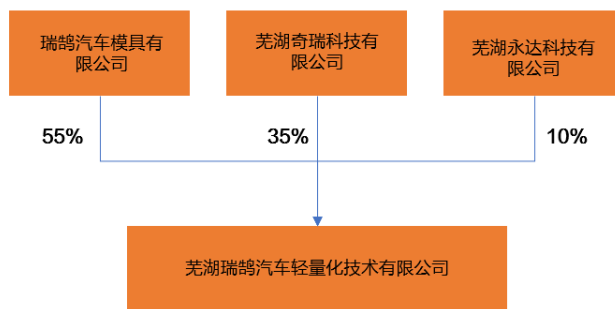 瑞鹄汽车模具有
限公司
芜湖奇瑞科技有
限公司
芜湖永达科技有
限公司
55%
35%
10%
芜湖瑞鹄汽车轻量化技术有限公司